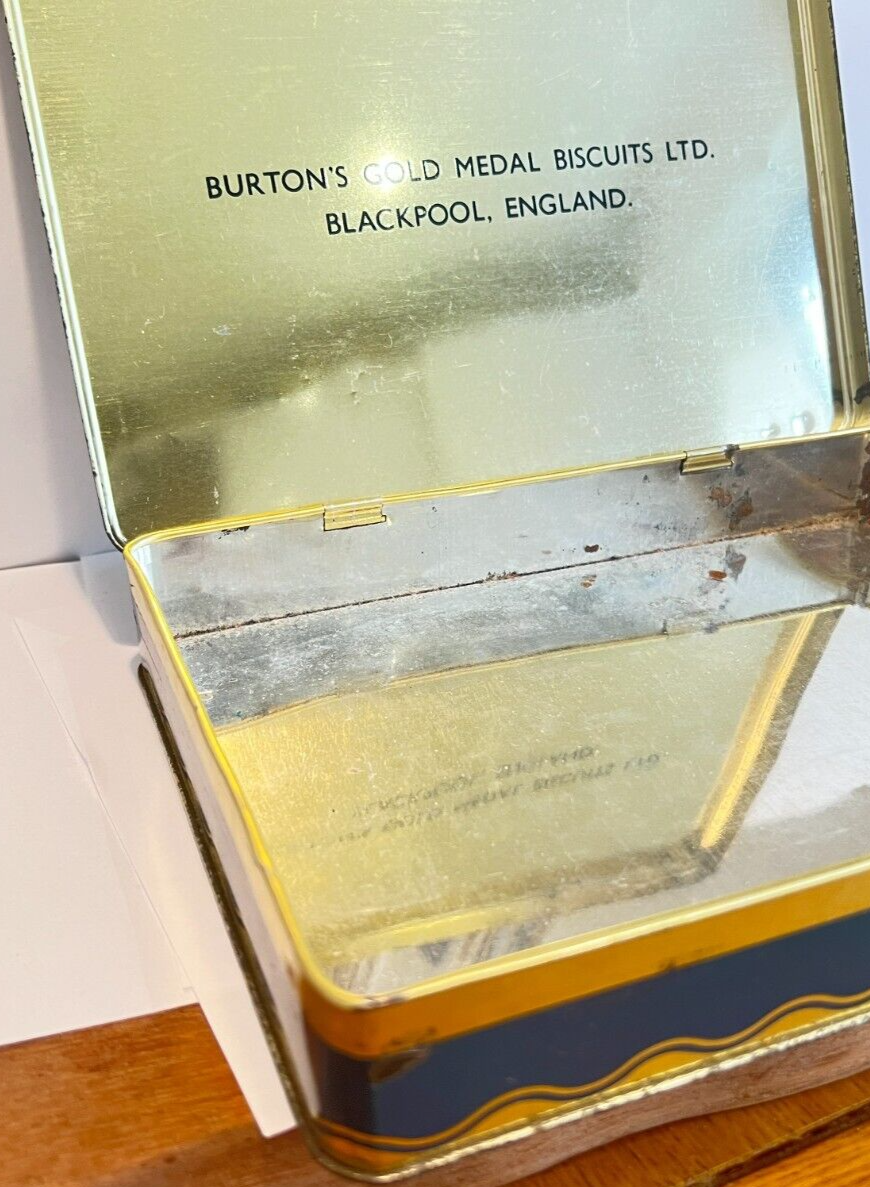 BURTON'S GOLD MEDAL BISCUITS LTD.
BLACKPOOL, ENGLAND.